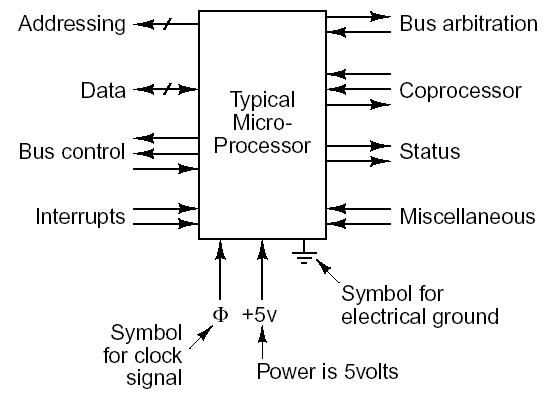 Addressing
Data
Bus control
Interrupts
Typical
Micro-
Processor
Bus arbitration
Coprocessor
Status
Miscellaneous
Φ +5v
Symbol
for clock
signal
Power is 5volts
Symbol for
electrical ground